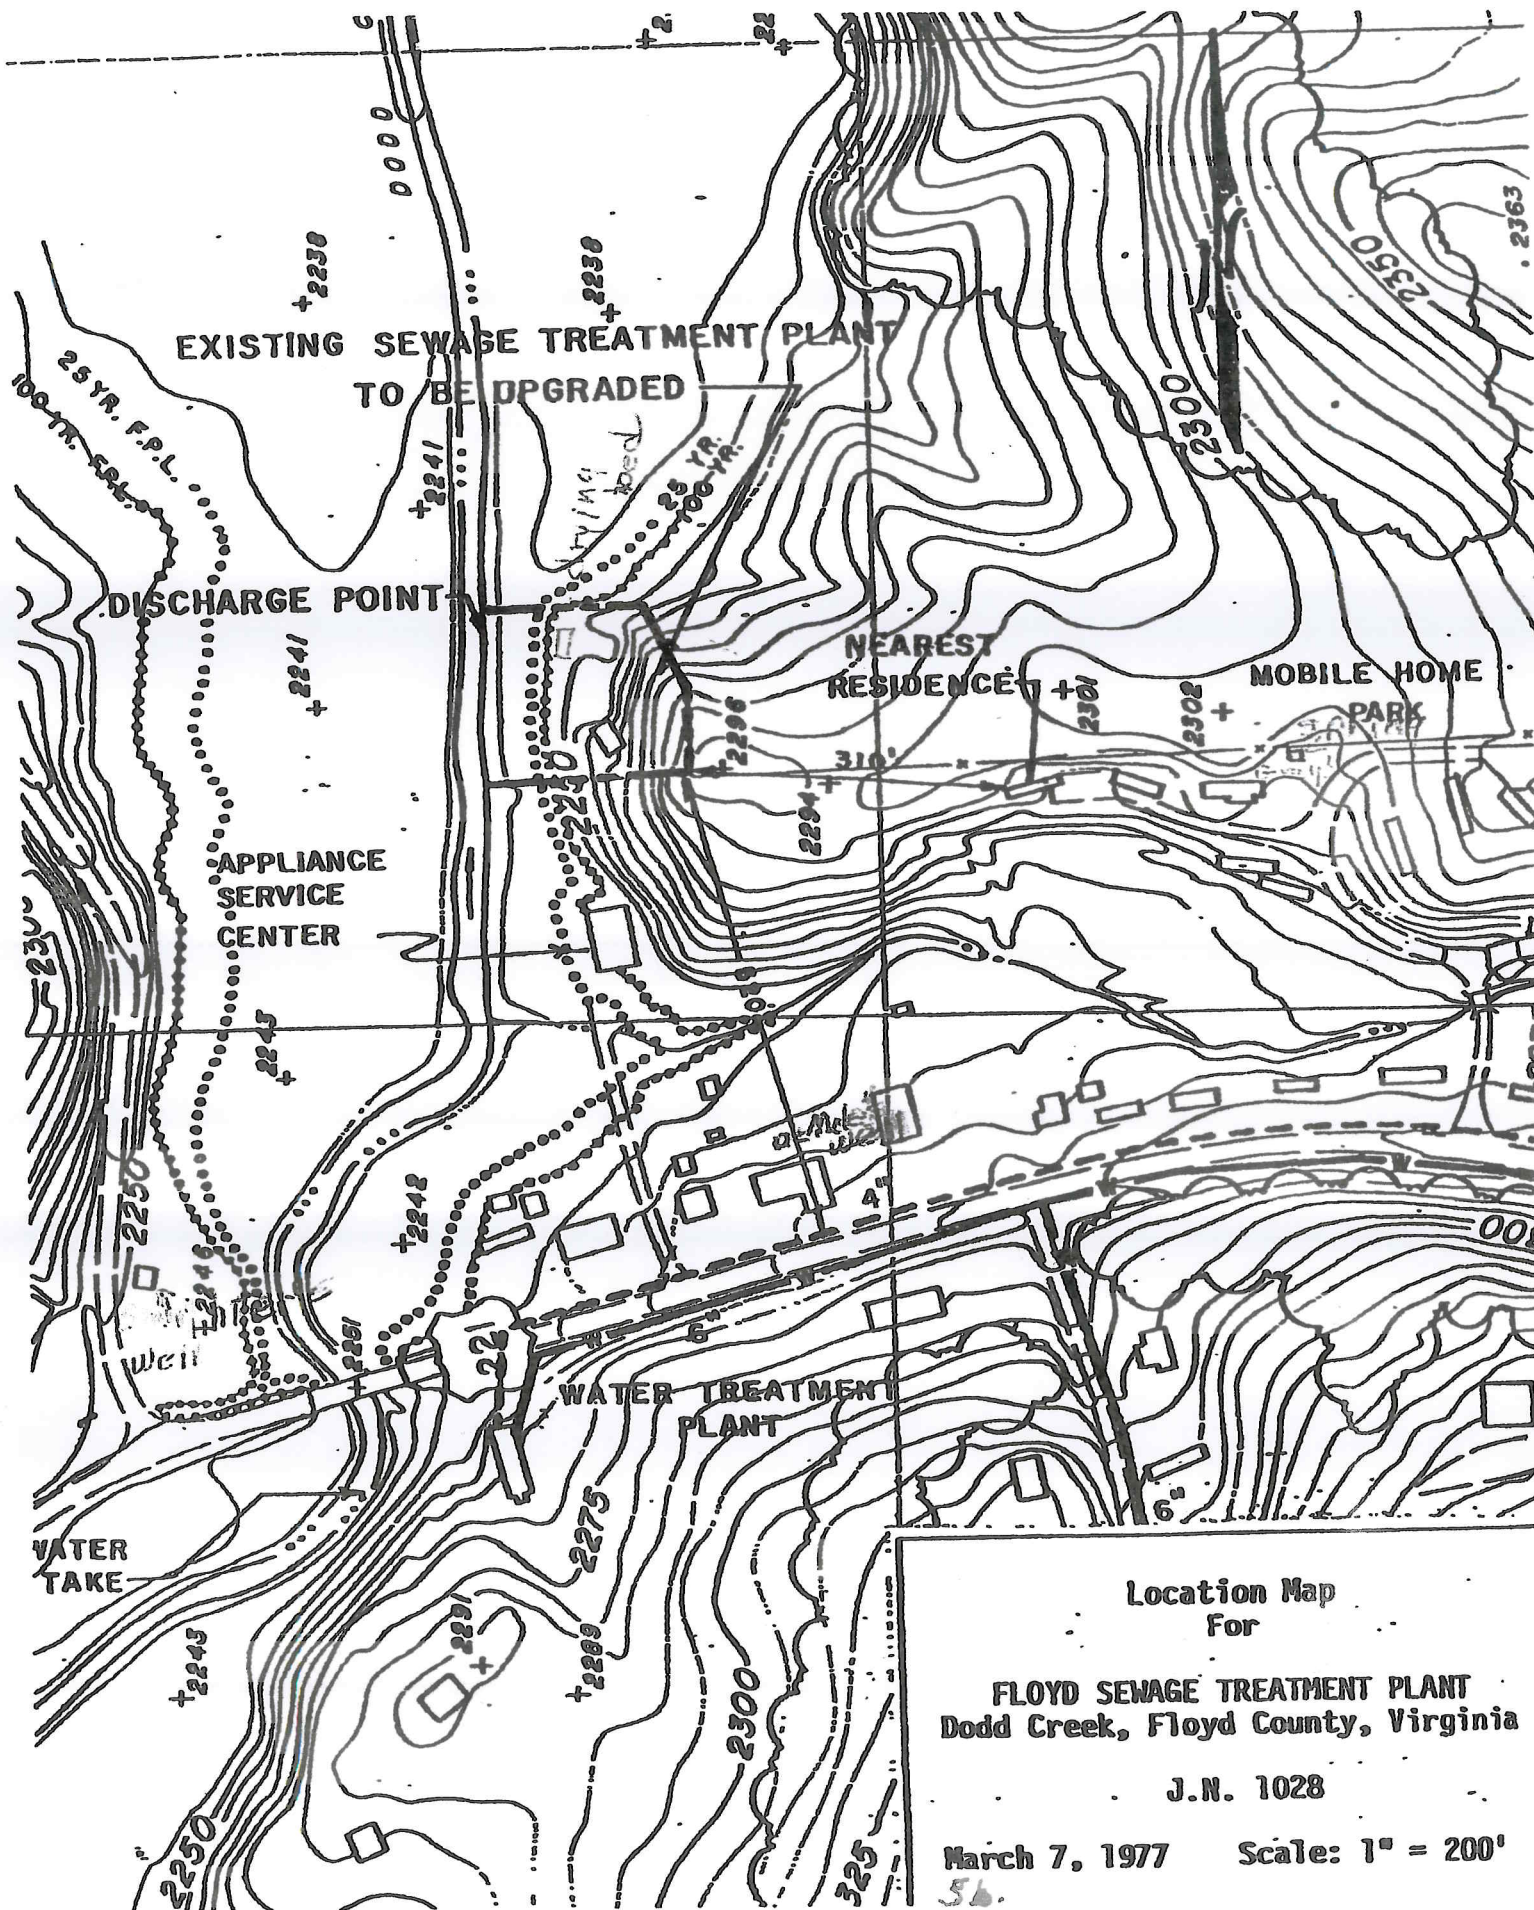 2238
2238
EXISTING SEWAGE TREATMENT PLANT
TO BE UPGRADED
25 YR. F.P.L.
100-YR. F.P.L.
2241
drying
bed
25 YR.
100-YR.
2350
2363
2300
DISCHARGE POINT
2241
NEAREST
RESIDENCE
2301
2302
MOBILE HOME
PARK
2296
310'
2294
2250
APPLIANCE
SERVICE
CENTER
2245
2250
2246
2242
4"
Well
2251
221
6"
WATER TREATMENT
PLANT
6"
WATER
TAKE
2275
2291
2243
2289
2300
2250
325
Location Map
For
FLOYD SEWAGE TREATMENT PLANT
Dodd Creek, Floyd County, Virginia
J.N. 1028
March 7, 1977 Scale: 1" = 200'